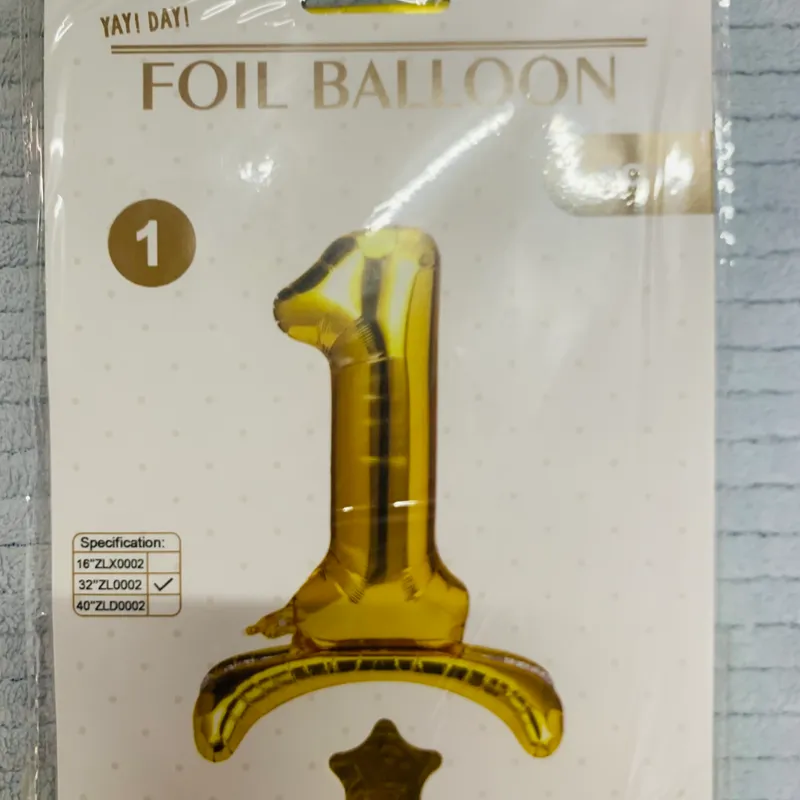 YAY! DAY!
FOIL BALLOON
1
Specification:
16"ZLX0002
32"ZL0002 ✓
40"ZLD0002